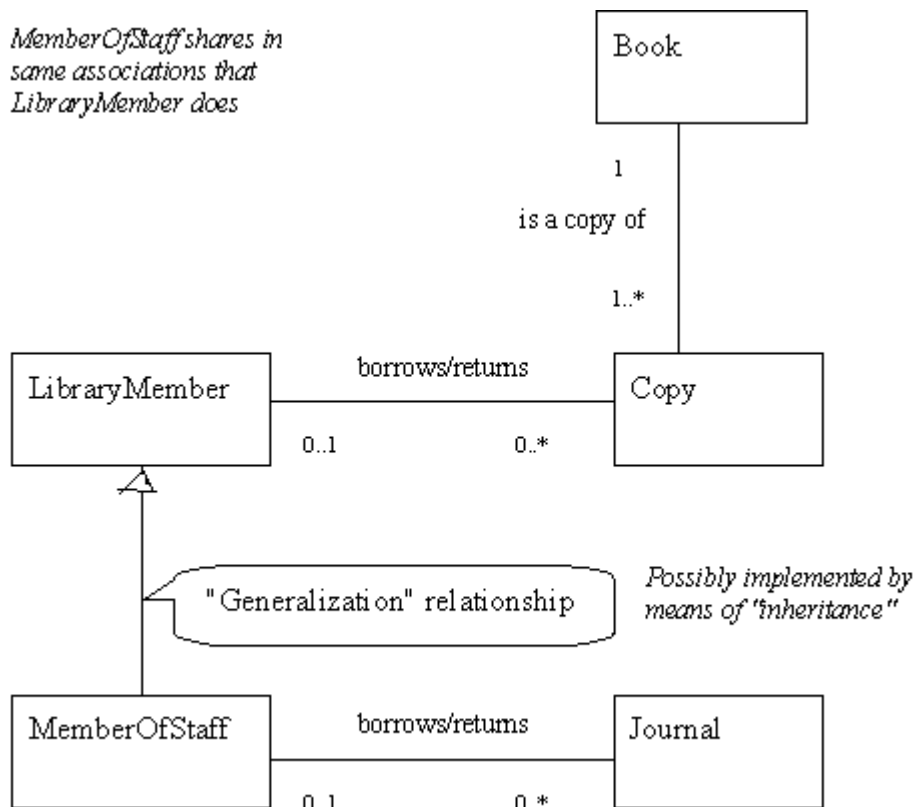 MemberOfStaff shares in
same associations that
LibraryMember does
Book
1
is a copy of
1..*
LibraryMember
borrows/returns
Copy
0..1
0..*
"Generalization" relationship
Possibly implemented by
means of "inheritance"
MemberOfStaff
borrows/returns
Journal
0..1
0..*